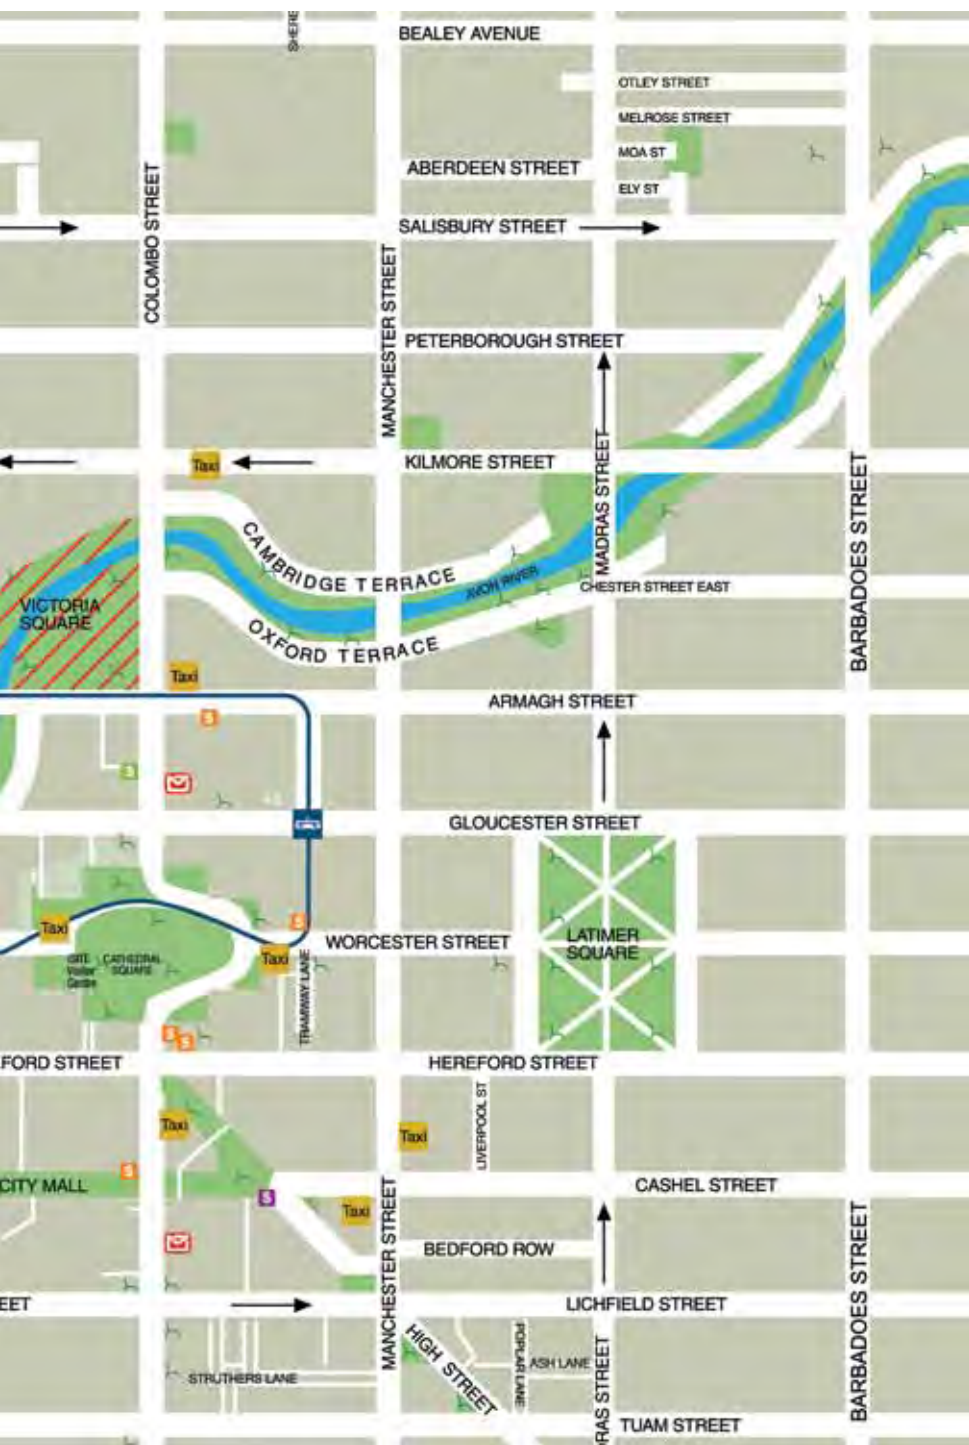 SHERB
BEALEY AVENUE
OTLEY STREET
MELROSE STREET
MOA ST
ABERDEEN STREET
ELY ST
SALISBURY STREET
COLOMBO STREET
MANCHESTER STREET
PETERBOROUGH STREET
Taxi
KILMORE STREET
MADRAS STREET
BARBADOES STREET
CAMBRIDGE TERRACE
AVON RIVER
CHESTER STREET EAST
VICTORIA
SQUARE
OXFORD TERRACE
Taxi
ARMAGH STREET
$
$
GLOUCESTER STREET
$
Taxi
WORCESTER STREET
LATIMER
SQUARE
Taxi
CATHEDRAL
SQUARE
Visitor
Centre
TRAMWAY LANE
$
$
FORD STREET
HEREFORD STREET
LIVERPOOL ST
Taxi
Taxi
$
CITY MALL
$
CASHEL STREET
Taxi
MANCHESTER STREET
BEDFORD ROW
BARBADOES STREET
EET
LICHFIELD STREET
HIGH STREET
POPLAR LANE
ASH LANE
STRUTHERS LANE
RAS STREET
TUAM STREET